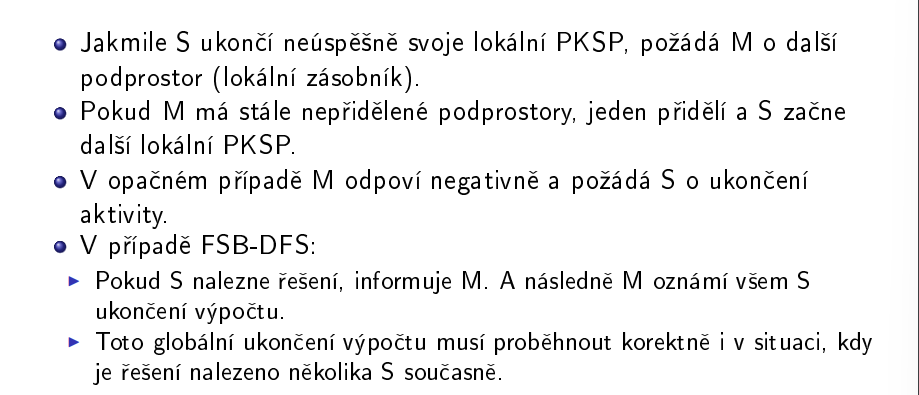 Jakmile S ukončí neúspěšně svoje lokální PKSP, požádá M o další
podprostor (lokální zásobník).
Pokud M má stále nepřidělené podprostory, jeden přidělí a S začne
další lokální PKSP.
V opačném případě M odpoví negativně a požádá S o ukončení
aktivity.
V případě FSB-DFS:
Pokud S nalezne řešení, informuje M. A následně M oznámí všem S
ukončení výpočtu.
Toto globální ukončení výpočtu musí proběhnout korektně i v situaci, kdy
je řešení nalezeno několika S současně.